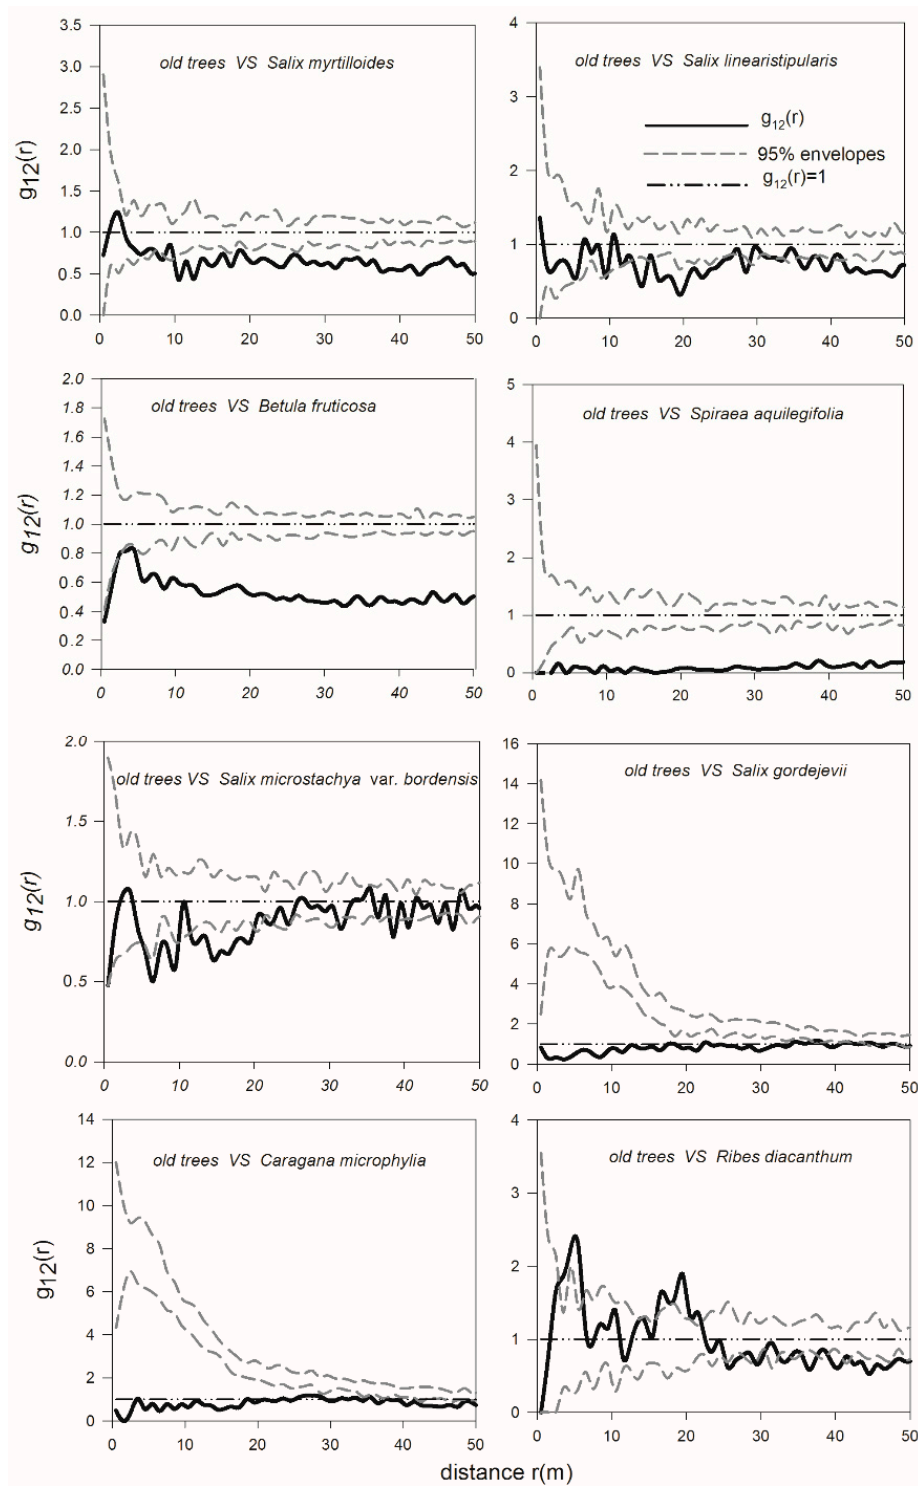 old trees VS Salix myrtilloides
g12(r)
3.5
3.0
2.5
2.0
1.5
1.0
0.5
0.0
0 10 20 30 40 50
old trees VS Salix linearistipularis
g12(r)
95% envelopes
g12(r)=1
4
3
2
1
0
0 10 20 30 40 50
old trees VS Betula fruticosa
g12(r)
2.0
1.8
1.6
1.4
1.2
1.0
0.8
0.6
0.4
0.2
0.0
0 10 20 30 40 50
old trees VS Spiraea aquilegifolia
5
4
3
2
1
0
0 10 20 30 40 50
old trees VS Salix microstachya var. bordensis
g12(r)
2.0
1.5
1.0
0.5
0.0
0 10 20 30 40 50
old trees VS Salix gordejevii
16
14
12
10
8
6
4
2
0
0 10 20 30 40 50
old trees VS Caragana microphylia
g12(r)
14
12
10
8
6
4
2
0
0 10 20 30 40 50
old trees VS Ribes diacanthum
4
3
2
1
0
0 10 20 30 40 50
distance r(m)